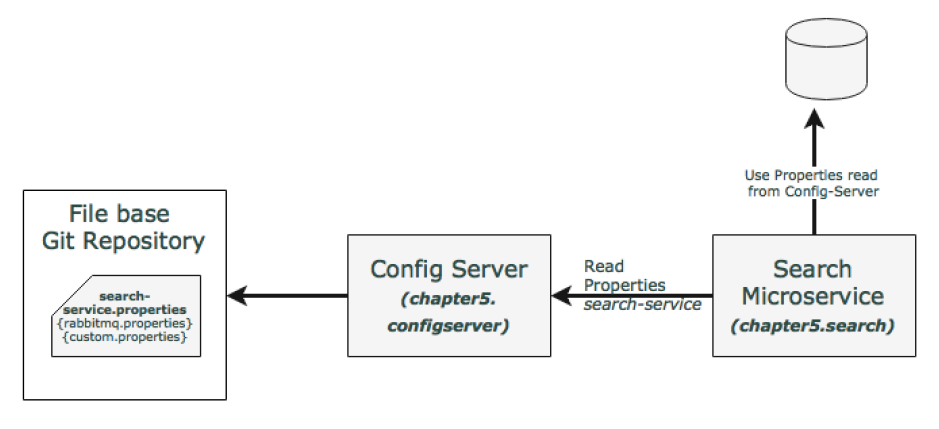 Use Properties read
from Config-Server
File base
Git Repository
search-
service.properties
{rabbitmq.properties}
{custom.properties}
Config Server
(chapter5.
configserver)
Read
Properties
search-service
Search
Microservice
(chapter5.search)